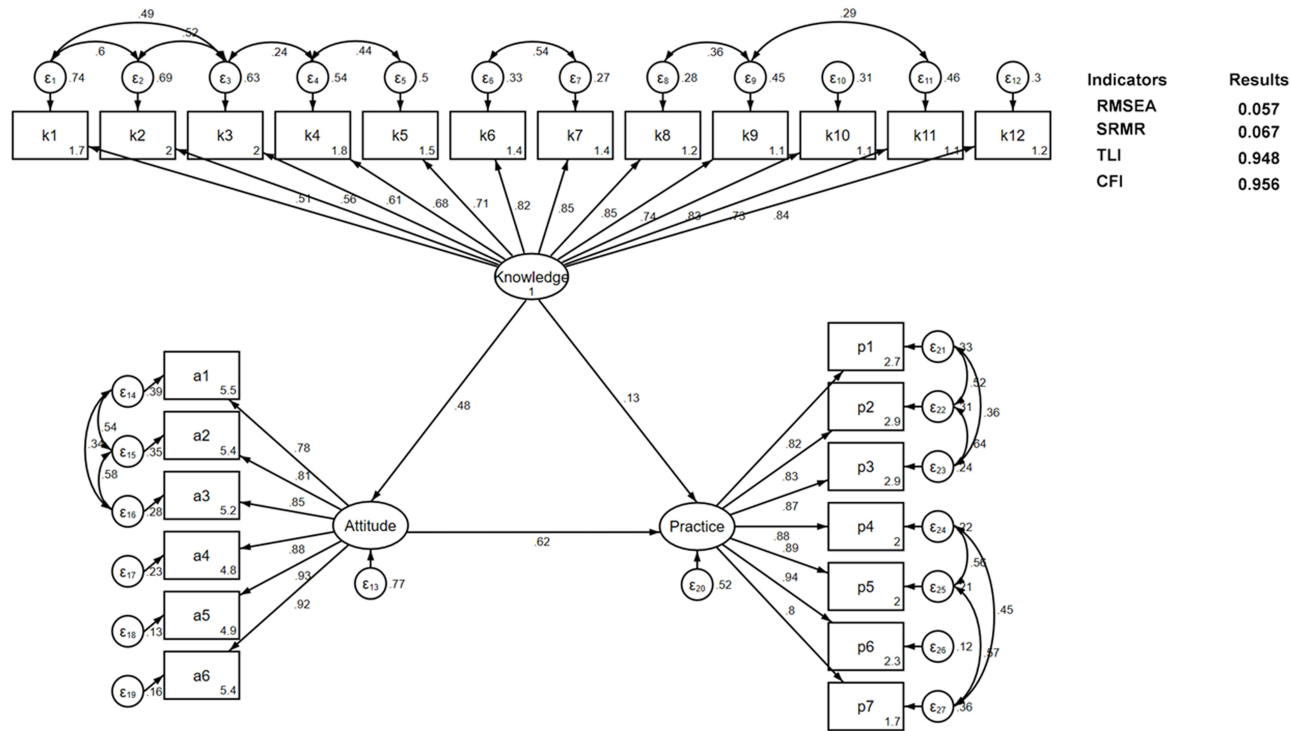 .49
.6 .52 .24 .44 .54 .36 .29
ε1 .74 ε2 .69 ε3 .63 ε4 .54 ε5 .5 ε6 .33 ε7 .27 ε8 .28 ε9 .45 ε10 .31 ε11 .46 ε12 .3
k1 1.7 k2 2 k3 2 k4 1.8 k5 1.5 k6 1.4 k7 1.4 k8 1.2 k9 1.1 k10 1.1 k11 1.1 k12 1.2
Indicators Results
RMSEA 0.057
SRMR 0.067
TLI 0.948
CFI 0.956
.51 .56 .61 .68 .71 .82 .85 .85 .74 .83 .73 .84
Knowledge
1
.48 .13
a1 5.5
a2 5.4
a3 5.2
a4 4.8
a5 4.9
a6 5.4
ε14 .39
ε15 .35
ε16 .28
ε17 .23
ε18 .13
ε19 .16
.54
.34
.58
.78
.81
.85
.88
.93
.92
Attitude
ε13 .77
.62
Practice
ε20 .52
.82
.83
.87
.88
.89
.94
.8
p1 2.7
p2 2.9
p3 2.9
p4 2
p5 2
p6 2.3
p7 1.7
ε21 .33
ε22 .31
ε23 .24
ε24 .22
ε25 .21
ε26 .12
ε27 .36
.52
.36
.64
.56
.45
.57